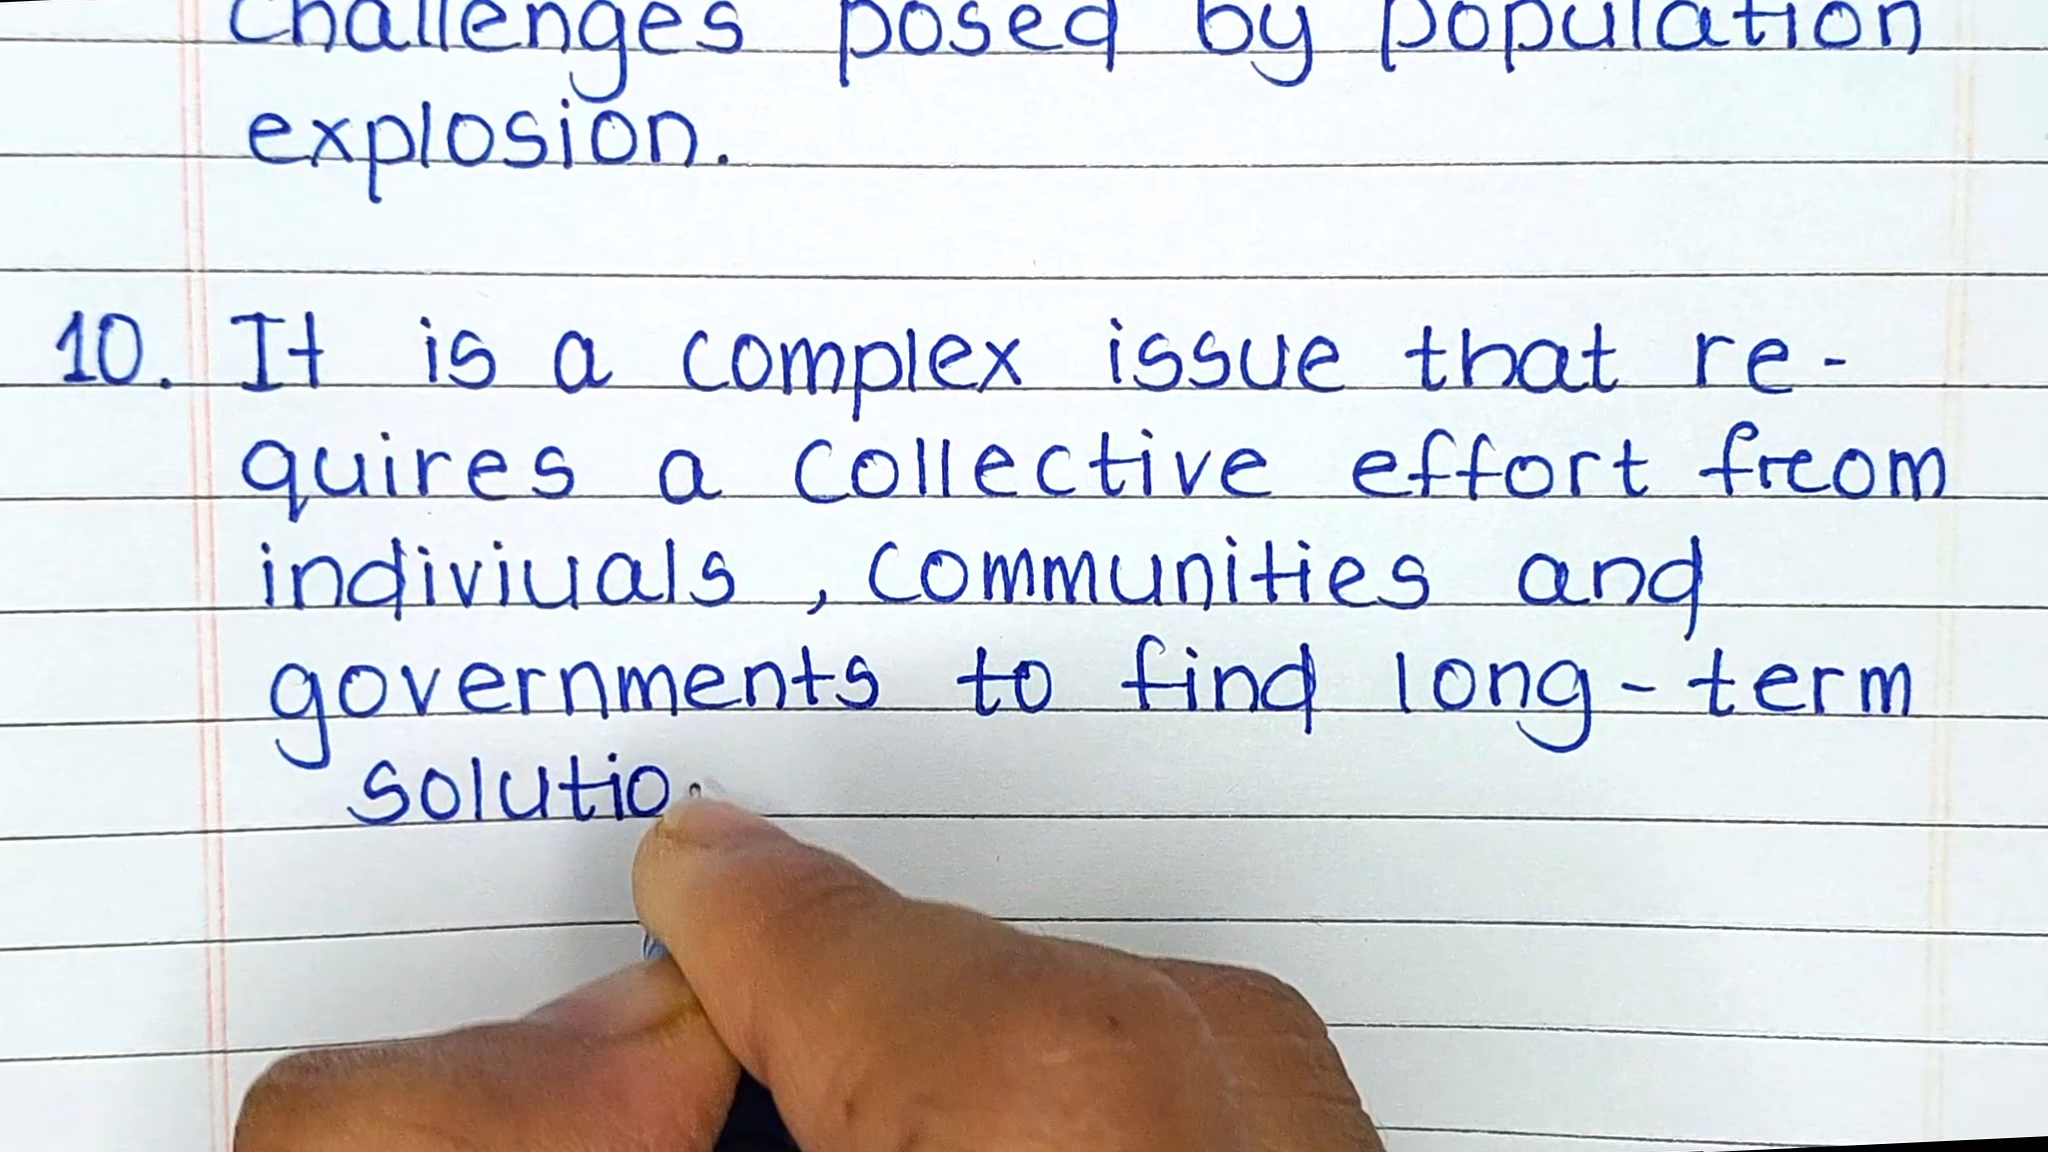 challenges posed by population
explosion.
10. It is a complex issue that re-
quires a collective effort from
indiviuals, communities and
governments to find long-term
solutio